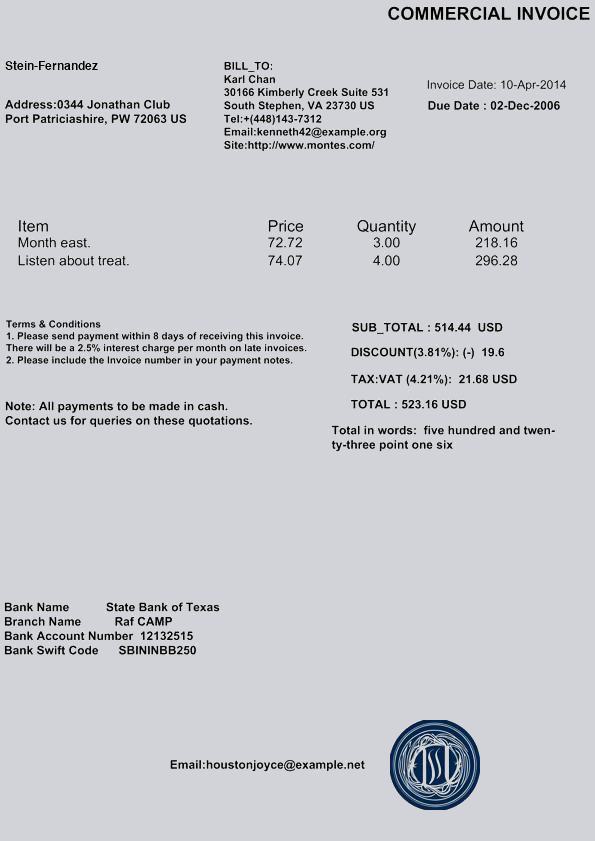 COMMERCIAL INVOICE
Stein-Fernandez
Address:0344 Jonathan Club
Port Patriciashire, PW 72063 US
BILL_TO:
Karl Chan
30166 Kimberly Creek Suite 531
South Stephen, VA 23730 US
Tel:+(448)143-7312
Email:kenneth42@example.org
Site:http://www.montes.com/
Invoice Date: 10-Apr-2014
Due Date : 02-Dec-2006
Item Price Quantity Amount
Month east. 72.72 3.00 218.16
Listen about treat. 74.07 4.00 296.28
Terms & Conditions
1. Please send payment within 8 days of receiving this invoice.
There will be a 2.5% interest charge per month on late invoices.
2. Please include the Invoice number in your payment notes.
Note: All payments to be made in cash.
Contact us for queries on these quotations.
SUB_TOTAL : 514.44 USD
DISCOUNT(3.81%): (-) 19.6
TAX:VAT (4.21%): 21.68 USD
TOTAL : 523.16 USD
Total in words: five hundred and twen-
ty-three point one six
Bank Name State Bank of Texas
Branch Name Raf CAMP
Bank Account Number 12132515
Bank Swift Code SBININBB250
Email:houstonjoyce@example.net